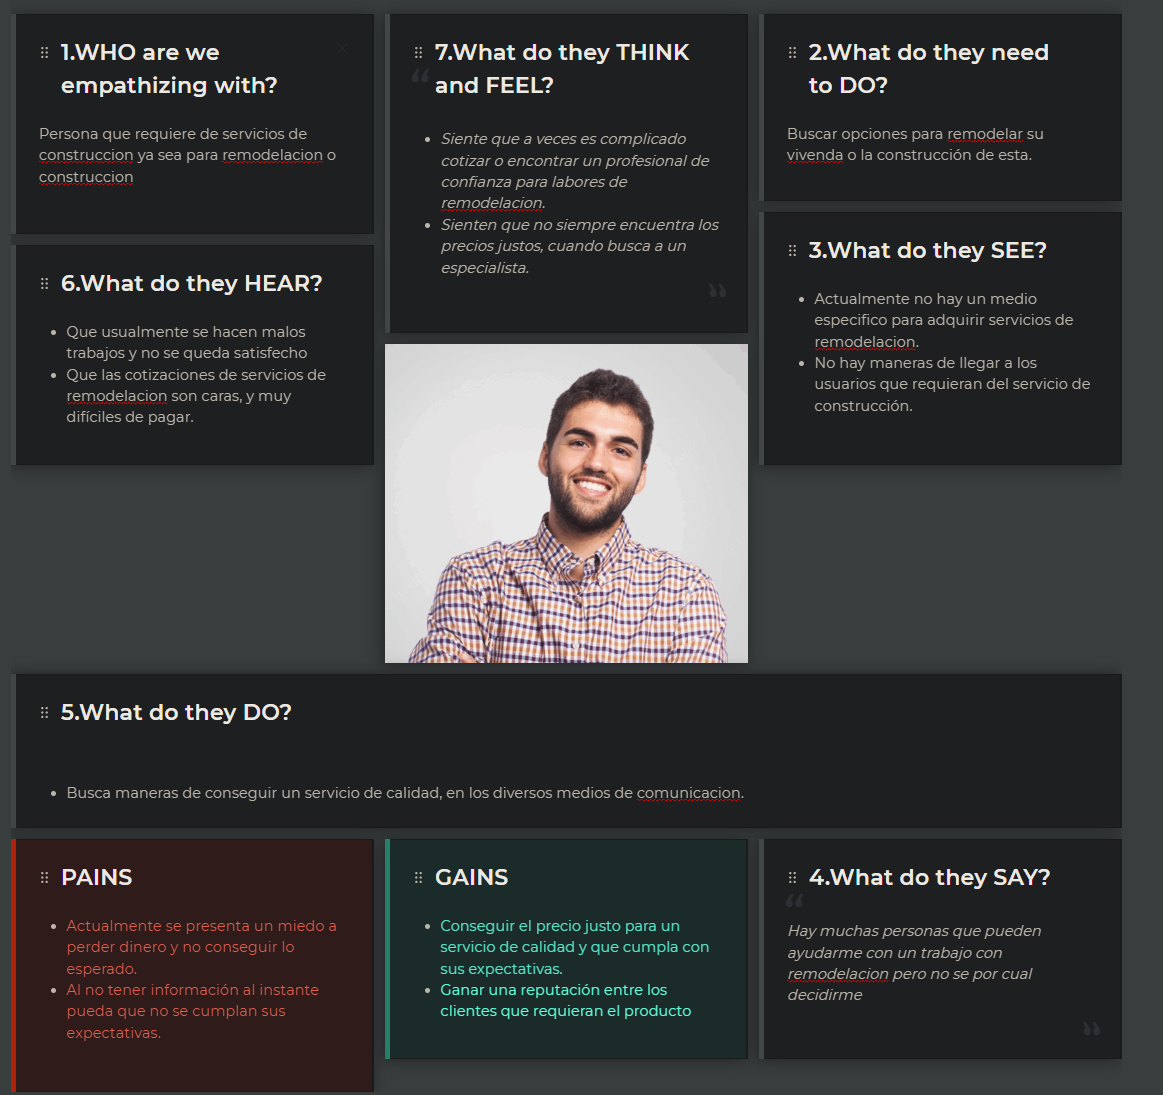 1.WHO are we
empathizing with?
Persona que requiere de servicios de
construccion ya sea para remodelacion o
construccion
7.What do they THINK
and FEEL?
“
• Siente que a veces es complicado
cotizar o encontrar un profesional de
confianza para labores de
remodelacion.
• Sienten que no siempre encuentra los
precios justos, cuando busca a un
especialista.
”
2.What do they need
to DO?
Buscar opciones para remodelar su
vivenda o la construcción de esta.
6.What do they HEAR?
• Que usualmente se hacen malos
trabajos y no se queda satisfecho
• Que las cotizaciones de servicios de
remodelacion son caras, y muy
difíciles de pagar.
3.What do they SEE?
• Actualmente no hay un medio
especifico para adquirir servicios de
remodelacion.
• No hay maneras de llegar a los
usuarios que requieran del servicio de
construcción.
5.What do they DO?
• Busca maneras de conseguir un servicio de calidad, en los diversos medios de comunicacion.
PAINS
• Actualmente se presenta un miedo a
perder dinero y no conseguir lo
esperado.
• Al no tener información al instante
pueda que no se cumplan sus
expectativas.
GAINS
• Conseguir el precio justo para un
servicio de calidad y que cumpla con
sus expectativas.
• Ganar una reputación entre los
clientes que requieran el producto
4.What do they SAY?
“
Hay muchas personas que pueden
ayudarme con un trabajo con
remodelacion pero no se por cual
decidirme
”